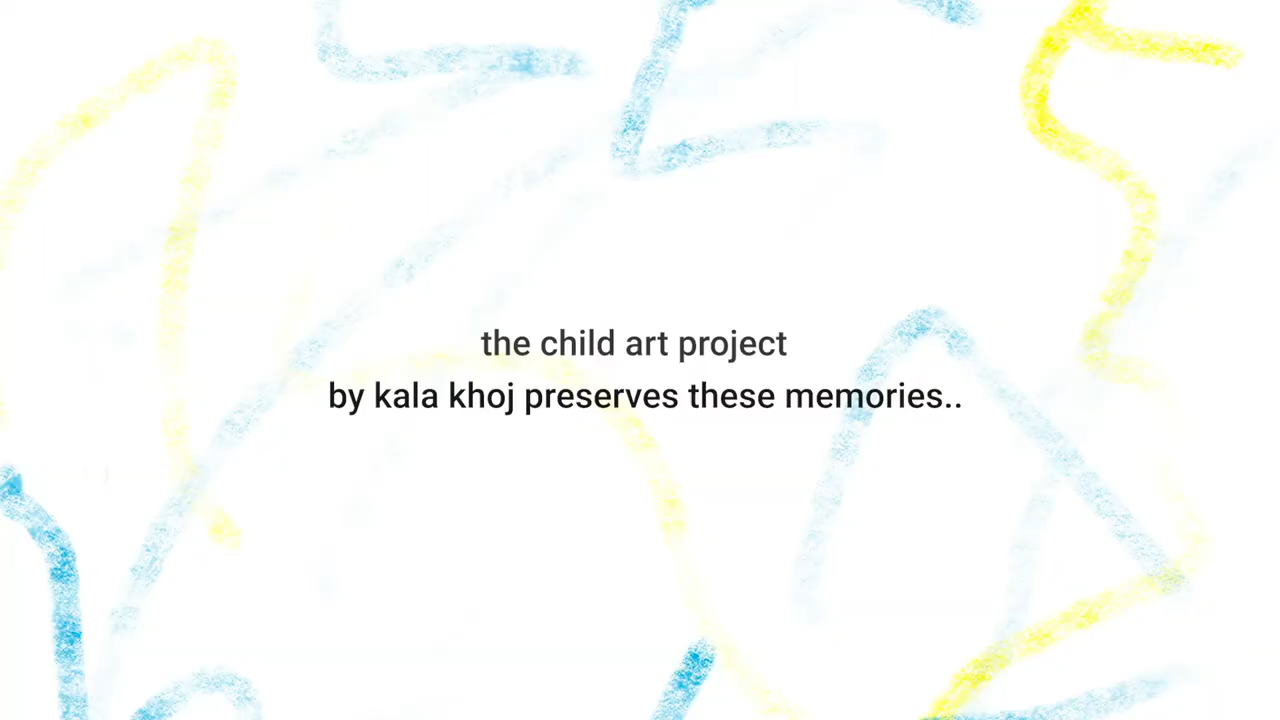 the child art project
by kala khoj preserves these memories..